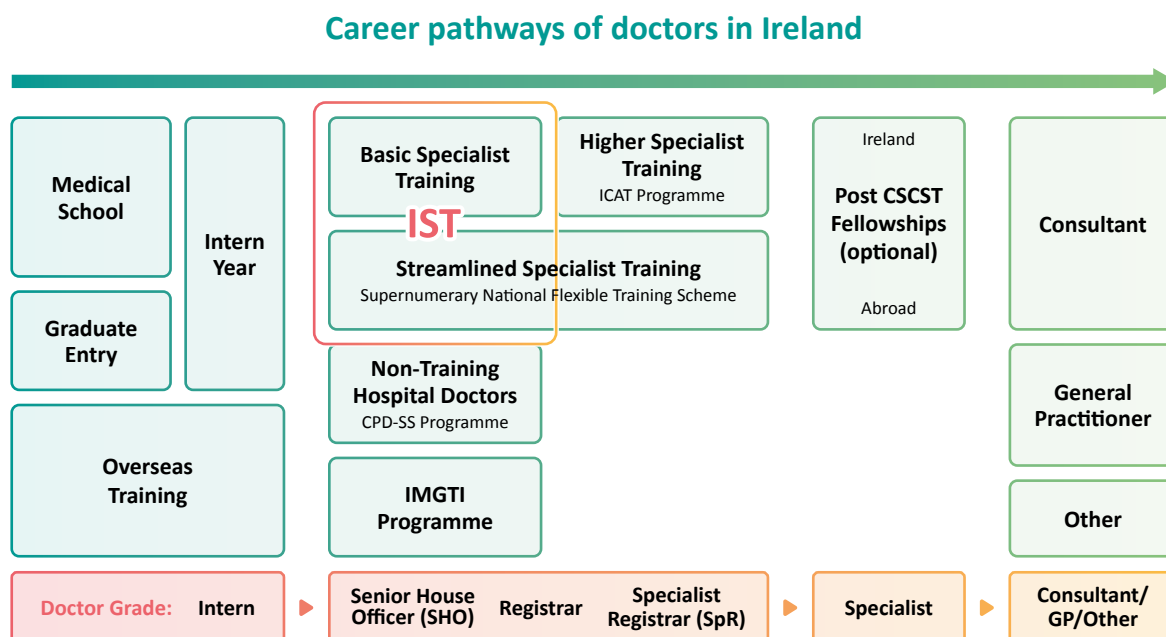 Career pathways of doctors in Ireland
Medical
School
Graduate
Entry
Intern
Year
Overseas
Training
Basic Specialist
Training
IST
Higher Specialist
Training
ICAT Programme
Streamlined Specialist Training
Supernumerary National Flexible Training Scheme
Non-Training
Hospital Doctors
CPD-SS Programme
IMGTI
Programme
Ireland
Post CSCST
Fellowships
(optional)
Abroad
Consultant
General
Practitioner
Other
Doctor Grade:
Intern
Senior House
Officer (SHO)
Registrar
Specialist
Registrar (SpR)
Specialist
Consultant/
GP/Other